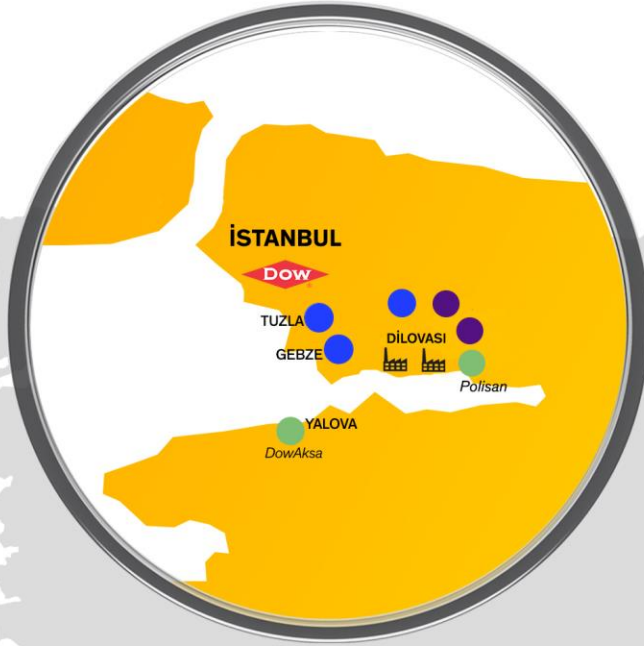 İSTANBUL
Dow
TUZLA
DİLOVASI
GEBZE
Polisan
YALOVA
DowAksa